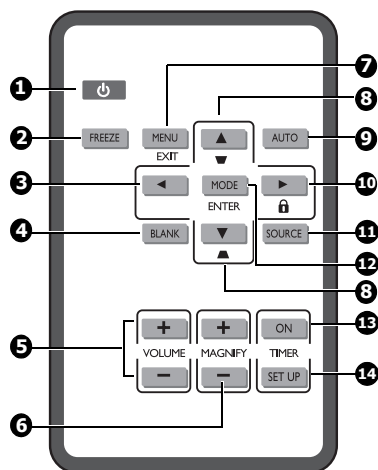 1
7
8
2
FREEZE
MENU
AUTO
9
EXIT
3
MODE
10
ENTER
4
BLANK
SOURCE
11
12
8
5
+
+
ON
13
VOLUME
MAGNIFY
TIMER
−
−
SET UP
14
6